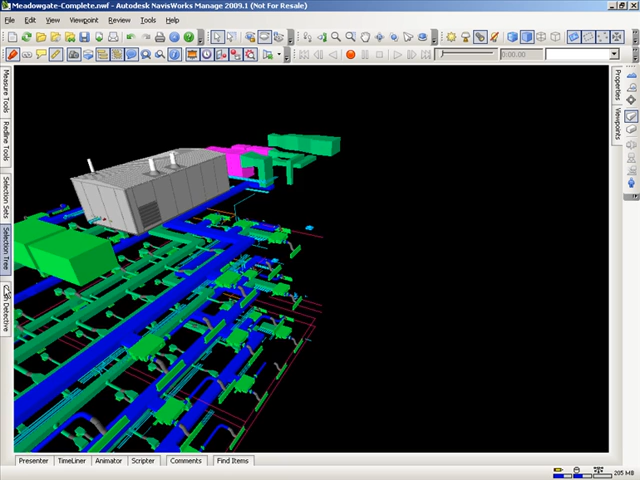 Meadowgate-Complete.nwf - Autodesk NavisWorks Manage 2009.1 (Not For Resale)
File Edit View Viewpoint Review Tools Help
0:00.00
Measure Tools
Redline Tools
Selection Sets
Selection Tree
Detective
Properties
Viewpoints
Presenter TimeLiner Animator Scripter Comments Find Items
205 MB